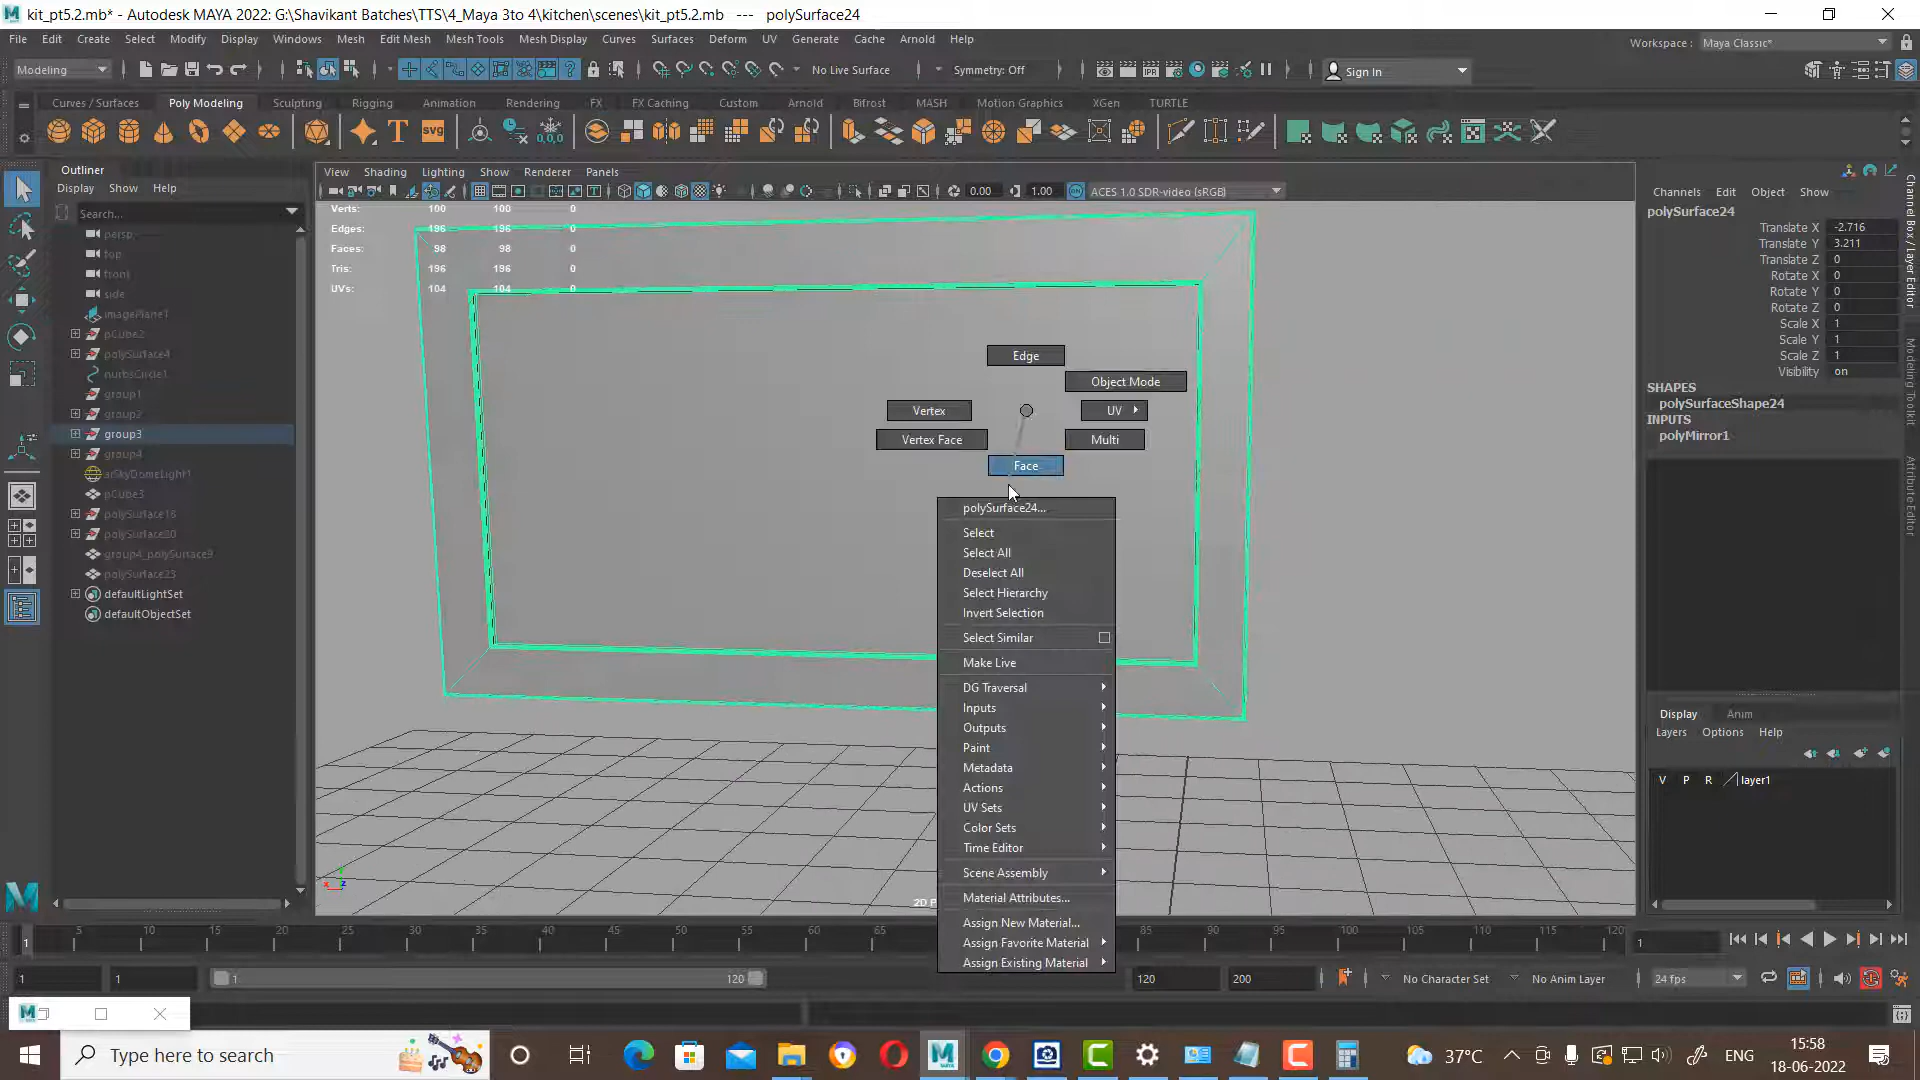 kit_pt5.2.mb* - Autodesk MAYA 2022: G:\Shavikant Batches\TTS\4_Maya 3to 4\kitchen\scenes\kit_pt5.2.mb   ---   polySurface24
File Edit Create Select Modify Display Windows Mesh Edit Mesh Mesh Tools Mesh Display Curves Surfaces Deform UV Generate Cache Arnold Help
Workspace : Maya Classic*
Modeling No Live Surface Symmetry: Off Sign In
Curves / Surfaces Poly Modeling Sculpting Rigging Animation Rendering FX FX Caching Custom Arnold Bifrost MASH Motion Graphics XGen TURTLE
Outliner
Display Show Help
Search...
persp
top
front
side
imagePlane1
pCube2
polySurface4
nurbsCircle1
group1
group2
group3
group4
aiSkyDomeLight1
pCube3
polySurface16
polySurface20
group4_polySurface9
polySurface23
defaultLightSet
defaultObjectSet
View Shading Lighting Show Renderer Panels
0.00 1.00 ACES 1.0 SDR-video (sRGB)
Verts: 100 100 0
Edges: 196 196 0
Faces: 98 98 0
Tris: 196 196 0
UVs: 104 104 0
Edge
Object Mode
Vertex
UV
Vertex Face
Multi
Face
polySurface24...
Select
Select All
Deselect All
Select Hierarchy
Invert Selection
Select Similar
Make Live
DG Traversal
Inputs
Outputs
Paint
Metadata
Actions
UV Sets
Color Sets
Time Editor
Scene Assembly
Material Attributes...
Assign New Material...
Assign Favorite Material
Assign Existing Material
Channels Edit Object Show
polySurface24
Translate X -2.716
Translate Y 3.211
Translate Z 0
Rotate X 0
Rotate Y 0
Rotate Z 0
Scale X 1
Scale Y 1
Scale Z 1
Visibility on
SHAPES
polySurfaceShape24
INPUTS
polyMirror1
Channel Box / Layer Editor
Modeling Toolkit
Attribute Editor
Display Anim
Layers Options Help
V P R layer1
1 5 10 15 20 25 30 35 40 45 50 55 60 65 85 90 95 100 105 110 115 120
1
1 1 1 120 120 200 No Character Set No Anim Layer 24 fps
Type here to search
37°C ENG
15:58
18-06-2022